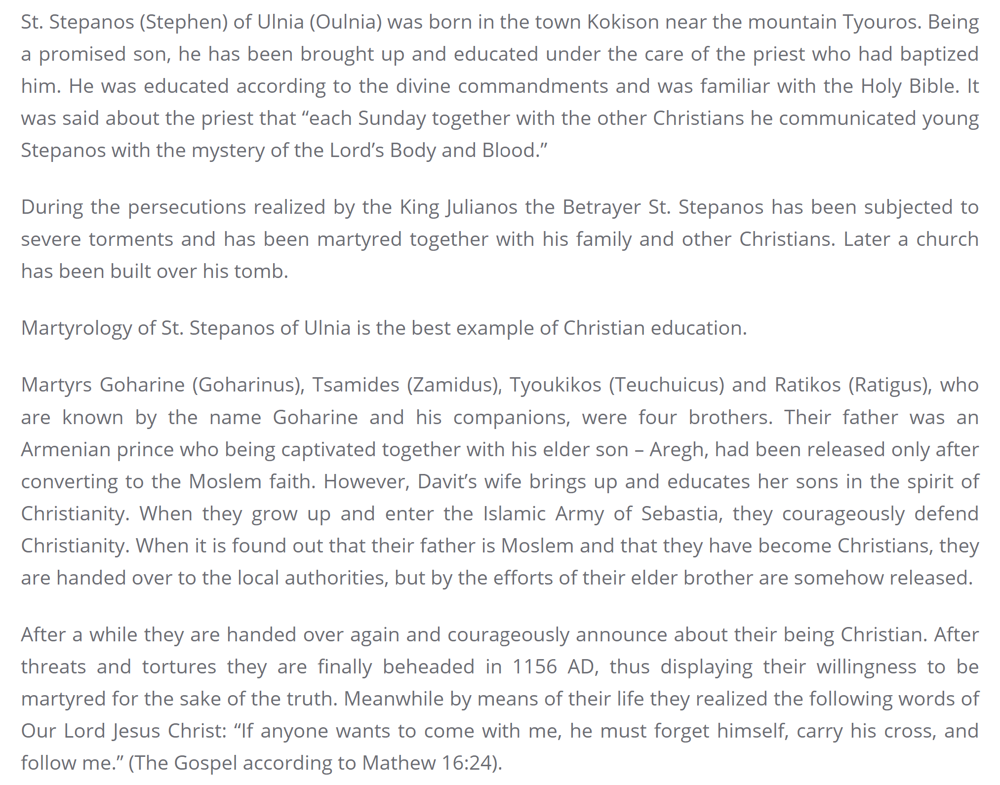 St. Stepanos (Stephen) of Ulnia (Oulnia) was born in the town Kokison near the mountain Tyouros. Being
a promised son, he has been brought up and educated under the care of the priest who had baptized
him. He was educated according to the divine commandments and was familiar with the Holy Bible. It
was said about the priest that “each Sunday together with the other Christians he communicated young
Stepanos with the mystery of the Lord’s Body and Blood.”
During the persecutions realized by the King Julianos the Betrayer St. Stepanos has been subjected to
severe torments and has been martyred together with his family and other Christians. Later a church
has been built over his tomb.
Martyrology of St. Stepanos of Ulnia is the best example of Christian education.
Martyrs Goharine (Goharinus), Tsamides (Zamidus), Tyoukikos (Teuchuicus) and Ratikos (Ratigus), who
are known by the name Goharine and his companions, were four brothers. Their father was an
Armenian prince who being captivated together with his elder son – Aregh, had been released only after
converting to the Moslem faith. However, Davit’s wife brings up and educates her sons in the spirit of
Christianity. When they grow up and enter the Islamic Army of Sebastia, they courageously defend
Christianity. When it is found out that their father is Moslem and that they have become Christians, they
are handed over to the local authorities, but by the efforts of their elder brother are somehow released.
After a while they are handed over again and courageously announce about their being Christian. After
threats and tortures they are finally beheaded in 1156 AD, thus displaying their willingness to be
martyred for the sake of the truth. Meanwhile by means of their life they realized the following words of
Our Lord Jesus Christ: “If anyone wants to come with me, he must forget himself, carry his cross, and
follow me.” (The Gospel according to Mathew 16:24).